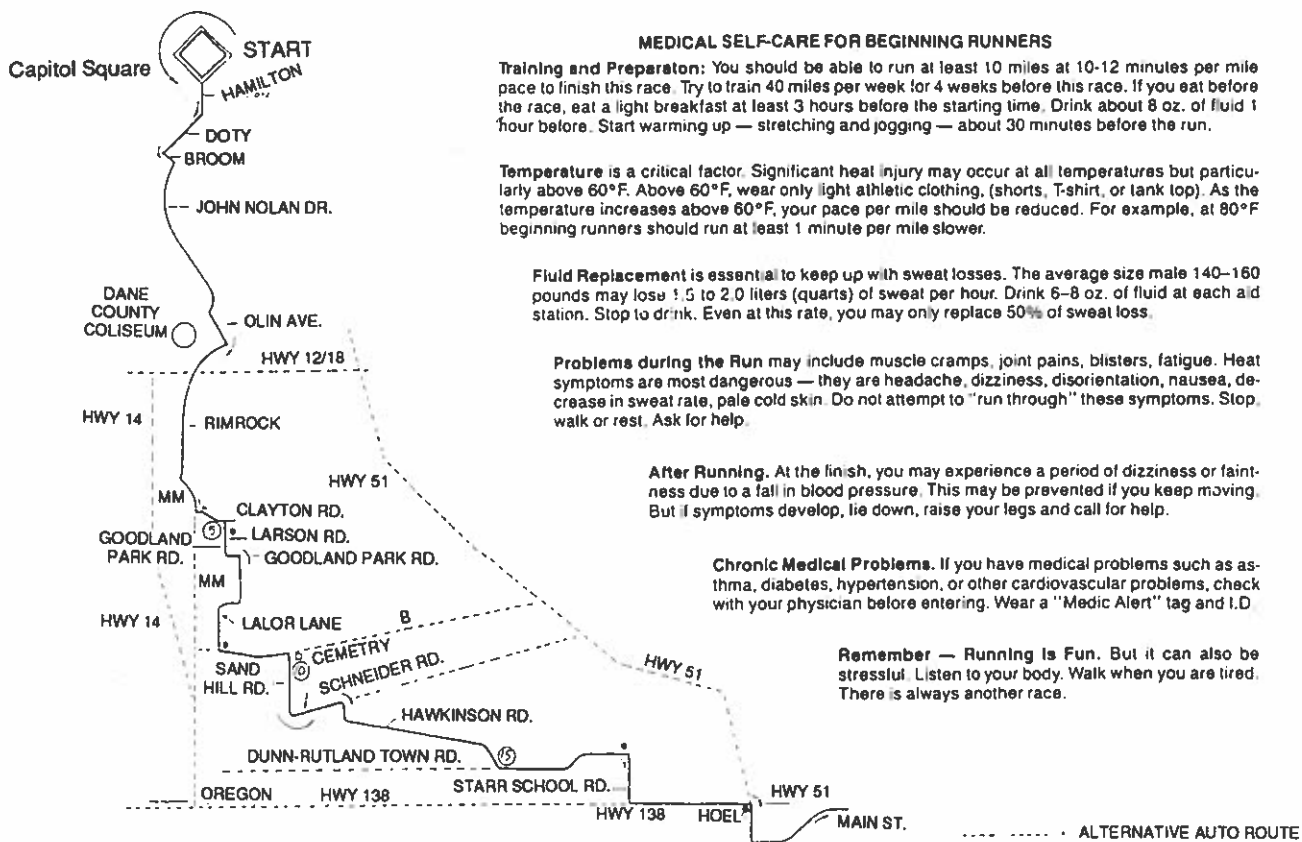 START
Capitol Square
HAMILTON
DOTY
BROOM
JOHN NOLAN DR.
DANE
COUNTY
COLISEUM
OLIN AVE.
HWY 12/18
HWY 14
RIMROCK
HWY 51
MM
CLAYTON RD.
5
GOODLAND
PARK RD.
LARSON RD.
GOODLAND PARK RD.
MM
HWY 14
LALOR LANE
B
CEMETRY
10
SAND
HILL RD.
SCHNEIDER RD.
HWY 51
HAWKINSON RD.
DUNN-RUTLAND TOWN RD.
15
STARR SCHOOL RD.
OREGON
HWY 138
HWY 138
HOEL
HWY 51
MAIN ST.
ALTERNATIVE AUTO ROUTE
MEDICAL SELF-CARE FOR BEGINNING RUNNERS
Training and Preparaton: You should be able to run at least 10 miles at 10-12 minutes per mile
pace to finish this race. Try to train 40 miles per week for 4 weeks before this race. If you eat before
the race, eat a light breakfast at least 3 hours before the starting time. Drink about 8 oz. of fluid 1
hour before. Start warming up — stretching and jogging — about 30 minutes before the run.
Temperature is a critical factor. Significant heat injury may occur at all temperatures but particu-
larly above 60°F. Above 60°F, wear only light athletic clothing, (shorts, T-shirt, or tank top). As the
temperature increases above 60°F, your pace per mile should be reduced. For example, at 80°F
beginning runners should run at least 1 minute per mile slower.
Fluid Replacement is essential to keep up with sweat losses. The average size male 140–160
pounds may lose 1.5 to 2.0 liters (quarts) of sweat per hour. Drink 6–8 oz. of fluid at each aid
station. Stop to drink. Even at this rate, you may only replace 50% of sweat loss.
Problems during the Run may include muscle cramps, joint pains, blisters, fatigue. Heat
symptoms are most dangerous — they are headache, dizziness, disorientation, nausea, de-
crease in sweat rate, pale cold skin. Do not attempt to "run through" these symptoms. Stop,
walk or rest. Ask for help.
After Running. At the finish, you may experience a period of dizziness or faint-
ness due to a fall in blood pressure. This may be prevented if you keep moving.
But if symptoms develop, lie down, raise your legs and call for help.
Chronic Medical Problems. If you have medical problems such as as-
thma, diabetes, hypertension, or other cardiovascular problems, check
with your physician before entering. Wear a "Medic Alert" tag and I.D.
Remember — Running is Fun. But it can also be
stressful. Listen to your body. Walk when you are tired.
There is always another race.